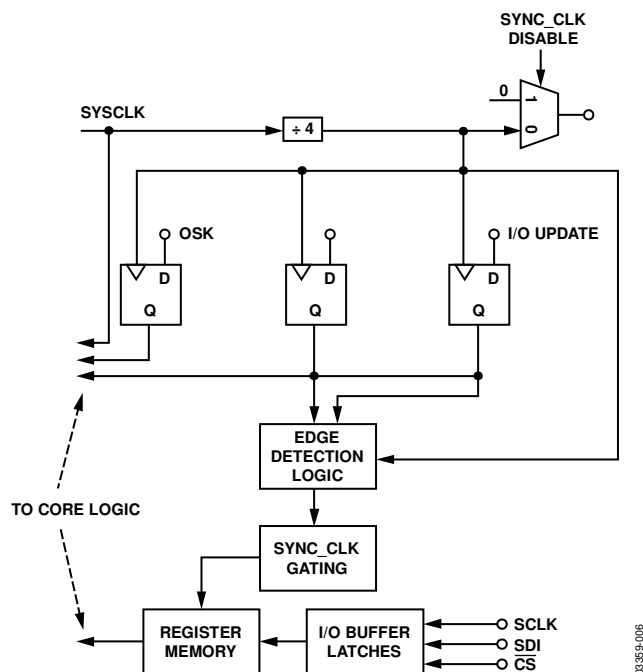 SYNC_CLK
DISABLE
0
1
0
SYSCLK
÷ 4
OSK
I/O UPDATE
D
Q
D
Q
D
Q
EDGE
DETECTION
LOGIC
TO CORE LOGIC
SYNC_CLK
GATING
REGISTER
MEMORY
I/O BUFFER
LATCHES
SCLK
SDI
CS
03359-006